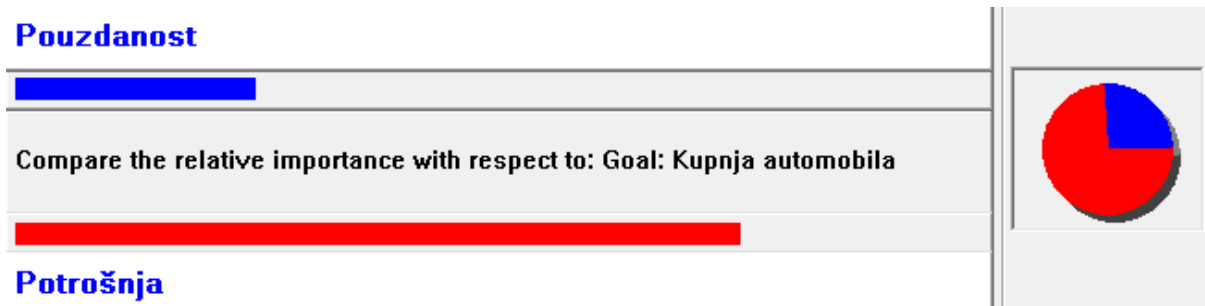 Pouzdanost
Compare the relative importance with respect to: Goal: Kupnja automobila
Potrošnja